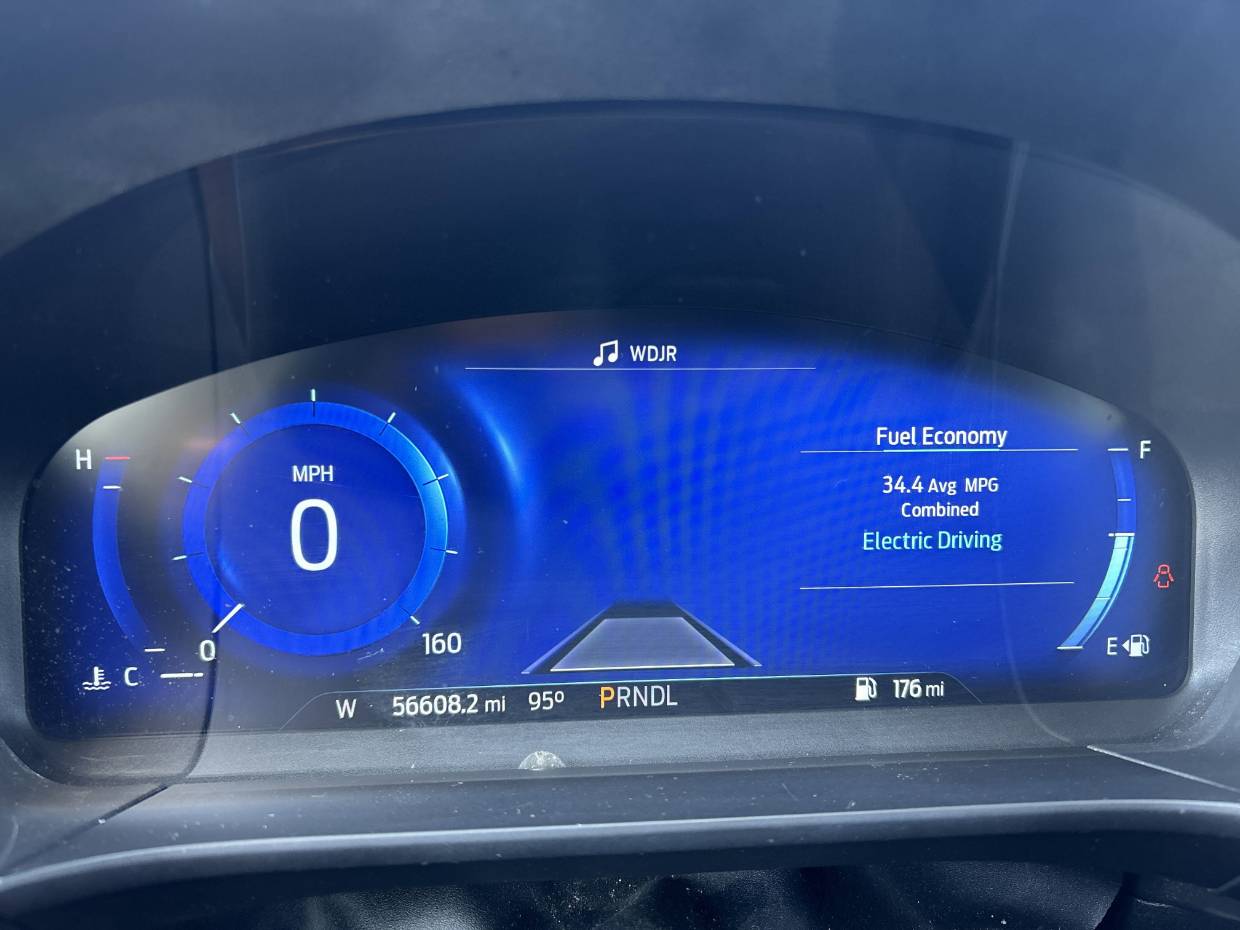 WDJR
H
MPH
0
0
160
C
Fuel Economy
34.4 Avg MPG
Combined
Electric Driving
F
E
W 56608.2 mi 95º PRNDL 176 mi